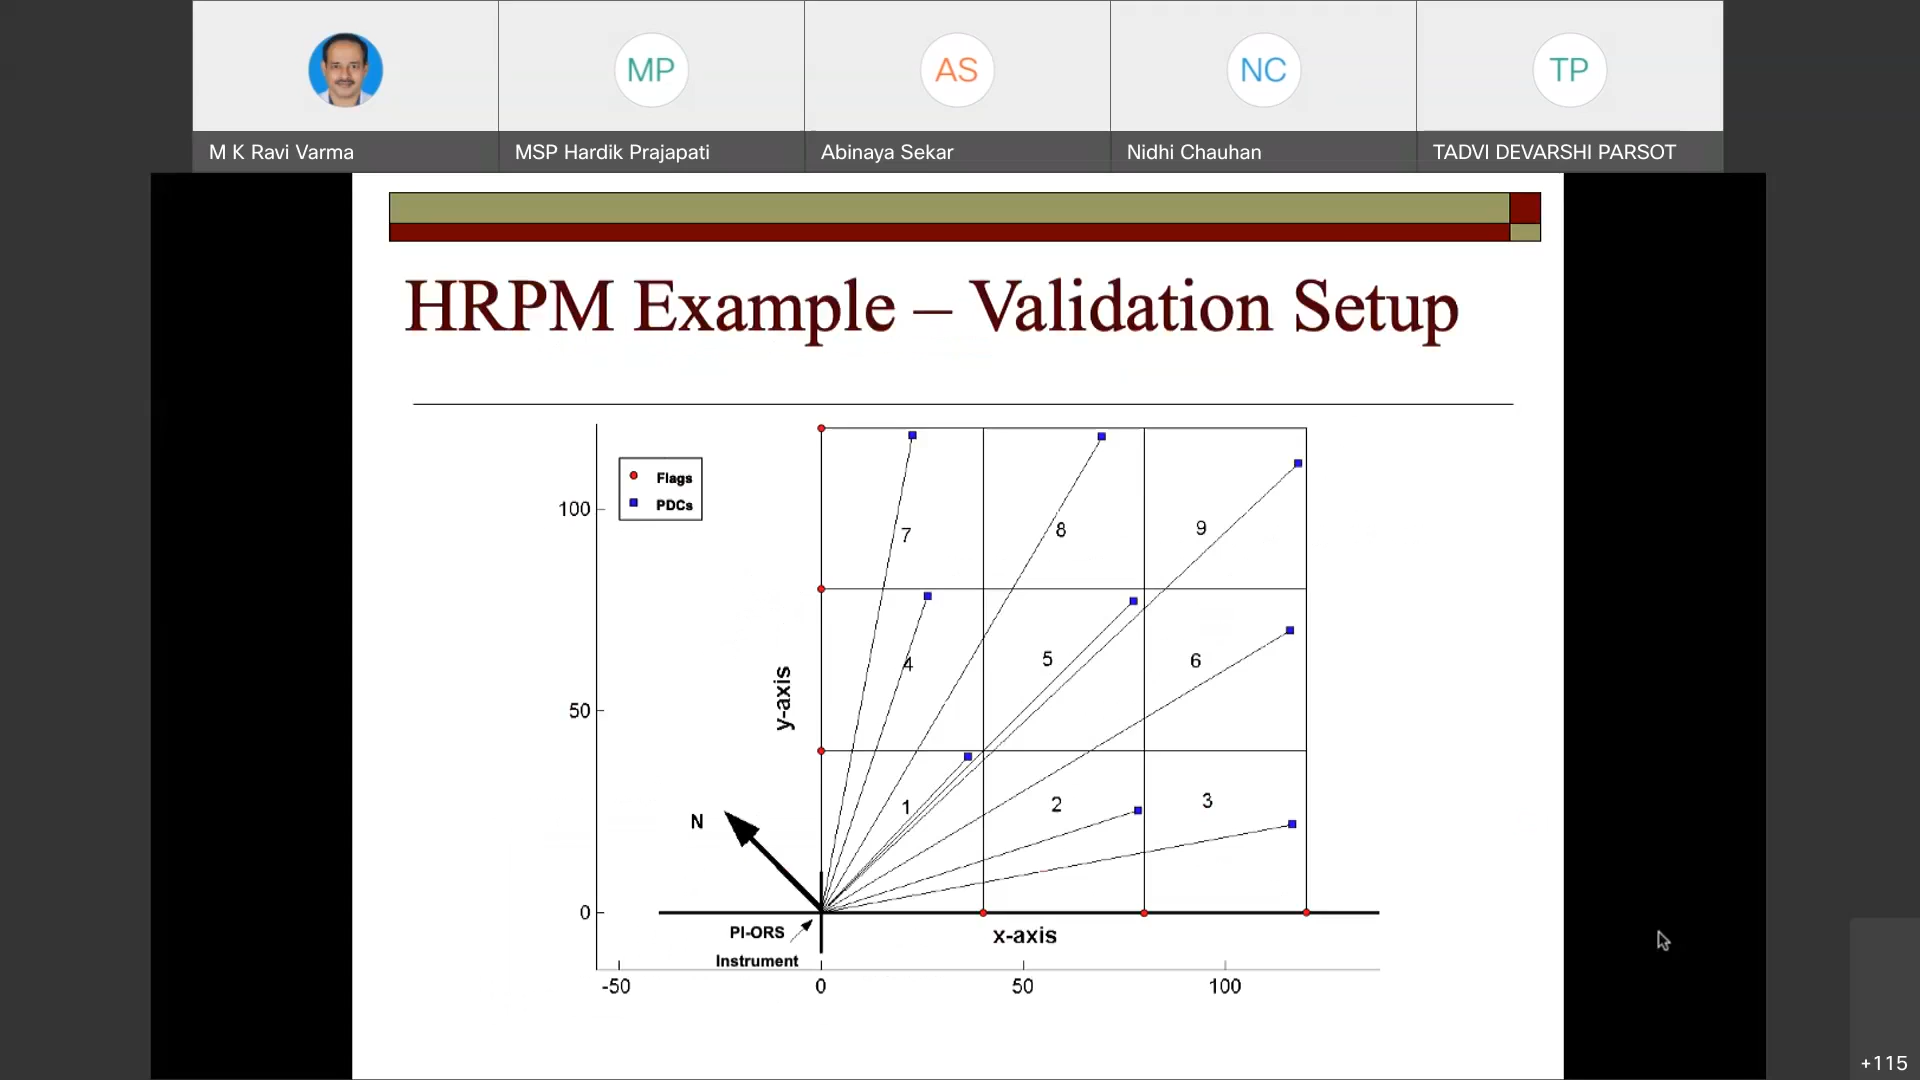 MP
AS
NC
TP
M K Ravi Varma
MSP Hardik Prajapati
Abinaya Sekar
Nidhi Chauhan
TADVI DEVARSHI PARSOT
HRPM Example – Validation Setup
Flags
PDCs
100
50
0
y-axis
7
8
9
4
5
6
1
2
3
N
PI-ORS
Instrument
x-axis
-50
0
50
100
+115